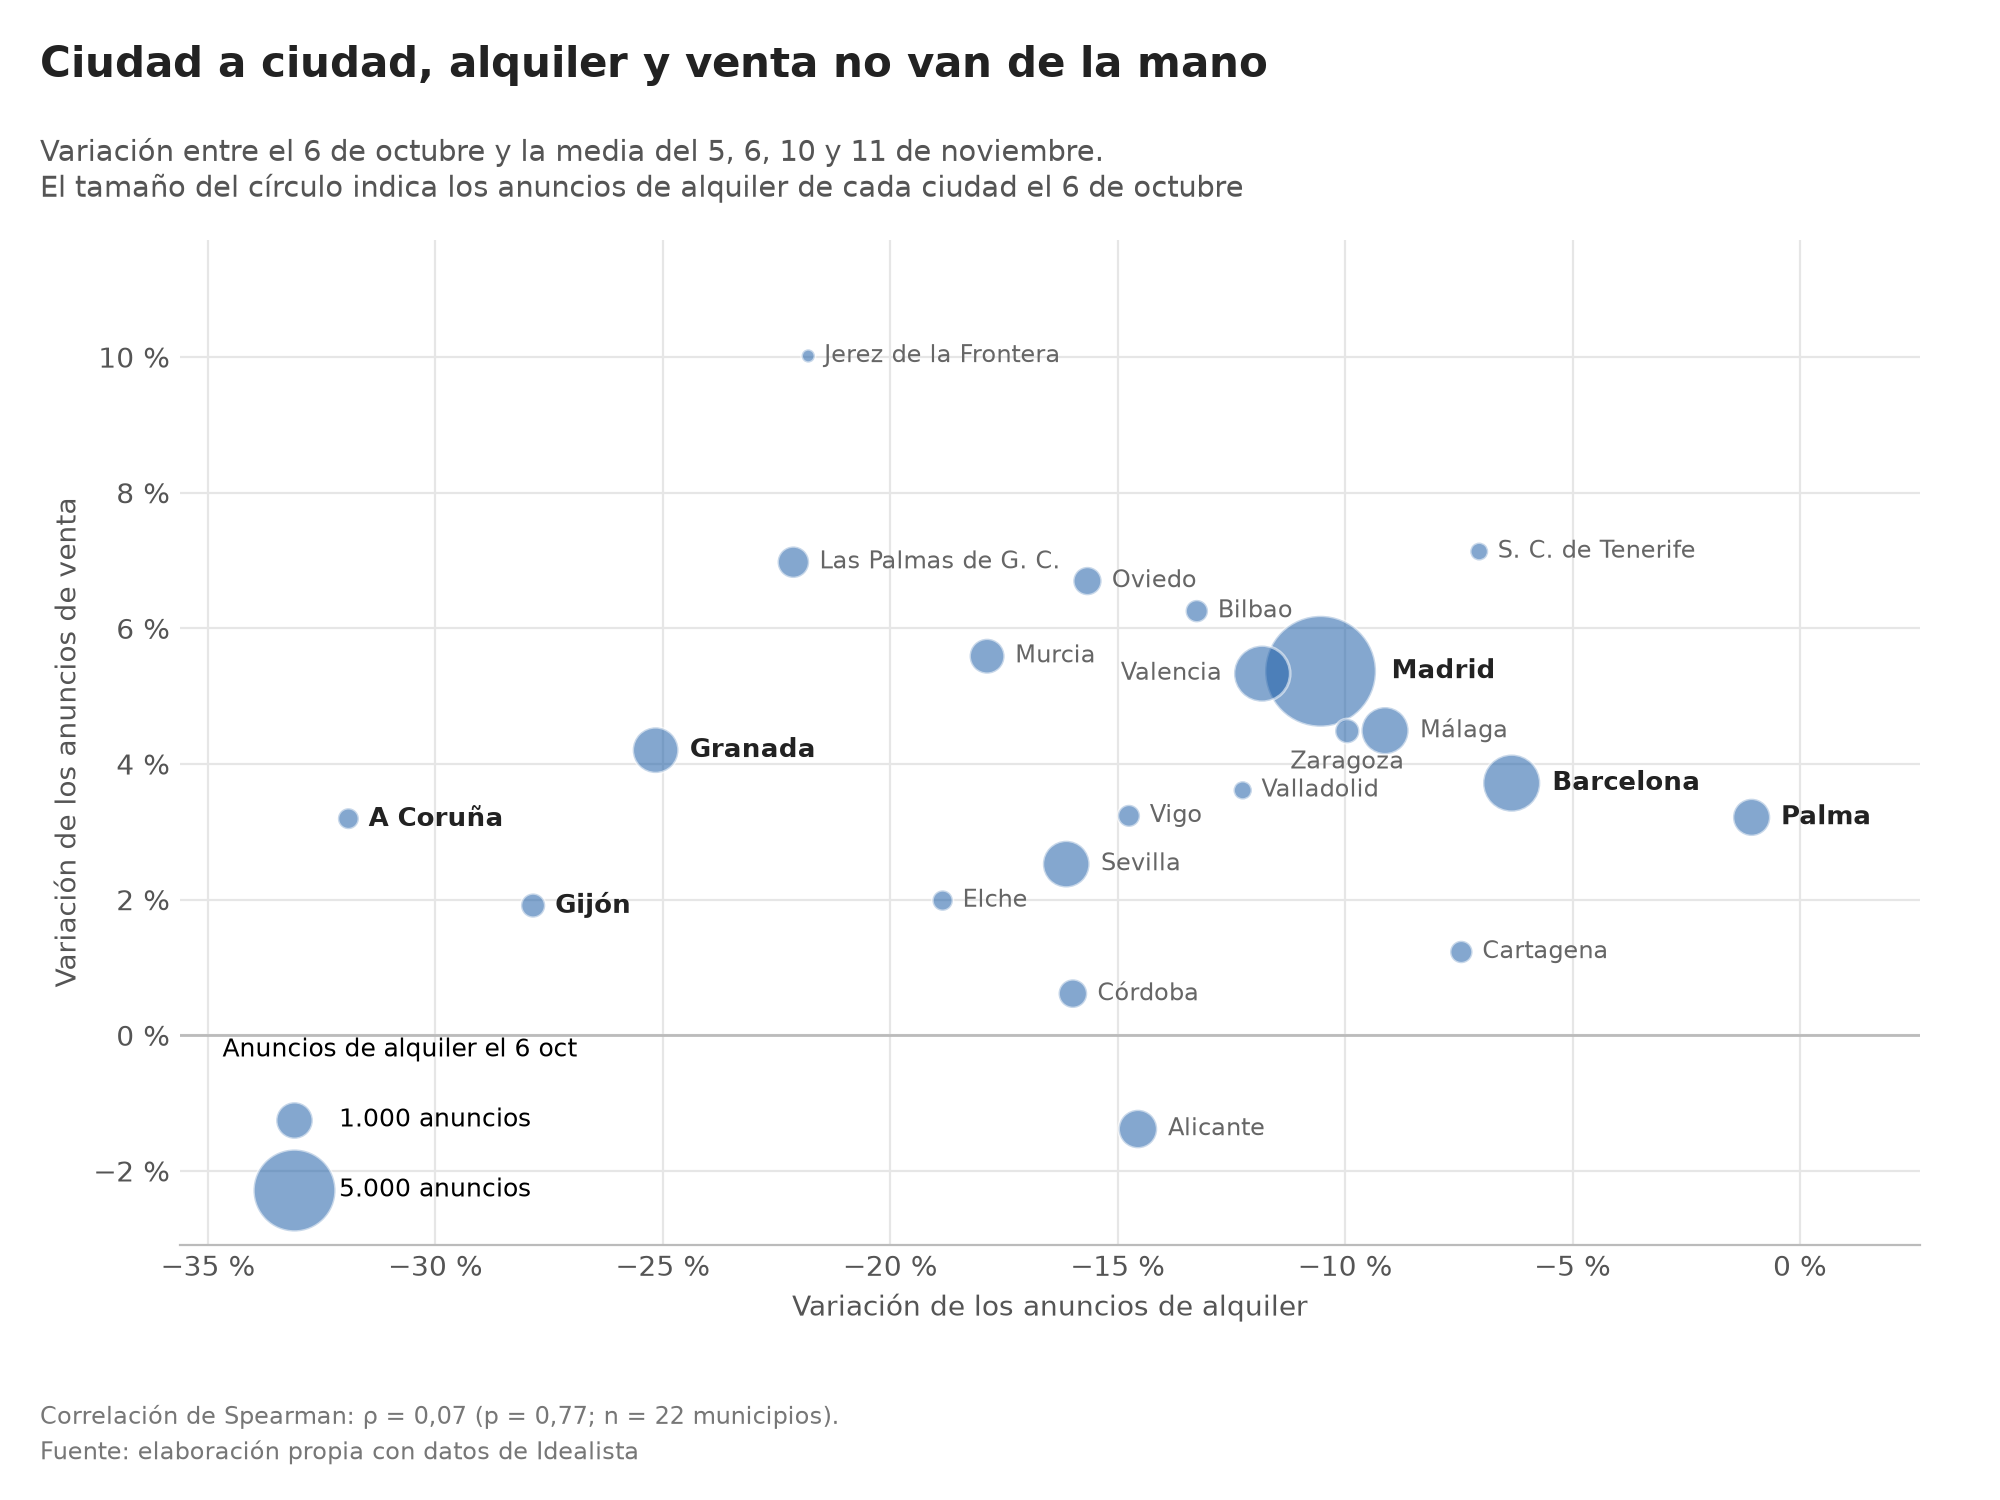 Ciudad a ciudad, alquiler y venta no van de la mano
Variación entre el 6 de octubre y la media del 5, 6, 10 y 11 de noviembre.
El tamaño del círculo indica los anuncios de alquiler de cada ciudad el 6 de octubre
Variación de los anuncios de venta
10 %
8 %
6 %
4 %
2 %
0 %
−2 %
Jerez de la Frontera
S. C. de Tenerife
Las Palmas de G. C.
Oviedo
Bilbao
Murcia
Valencia
Madrid
Málaga
Granada
Zaragoza
Barcelona
Valladolid
A Coruña
Vigo
Palma
Sevilla
Gijón
Elche
Cartagena
Córdoba
Alicante
Anuncios de alquiler el 6 oct
1.000 anuncios
5.000 anuncios
−35 %
−30 %
−25 %
−20 %
−15 %
−10 %
−5 %
0 %
Variación de los anuncios de alquiler
Correlación de Spearman: ρ = 0,07 (p = 0,77; n = 22 municipios).
Fuente: elaboración propia con datos de Idealista